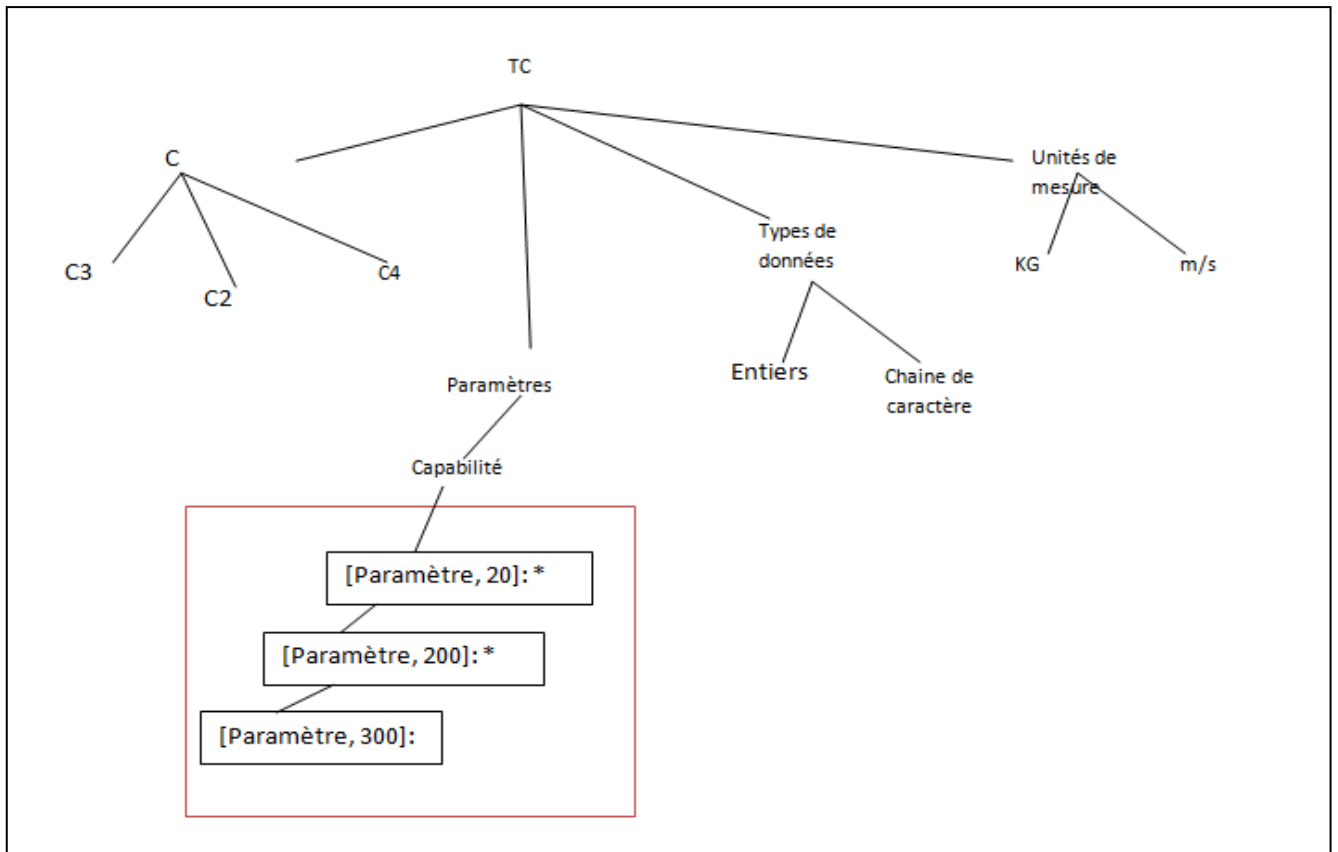 TC
C
Unités de
mesure
C3
C2
C4
Types de
données
KG
m/s
Entiers
Chaine de
caractère
Paramètres
Capabilité
[Paramètre, 20]: *
[Paramètre, 200]: *
[Paramètre, 300]: